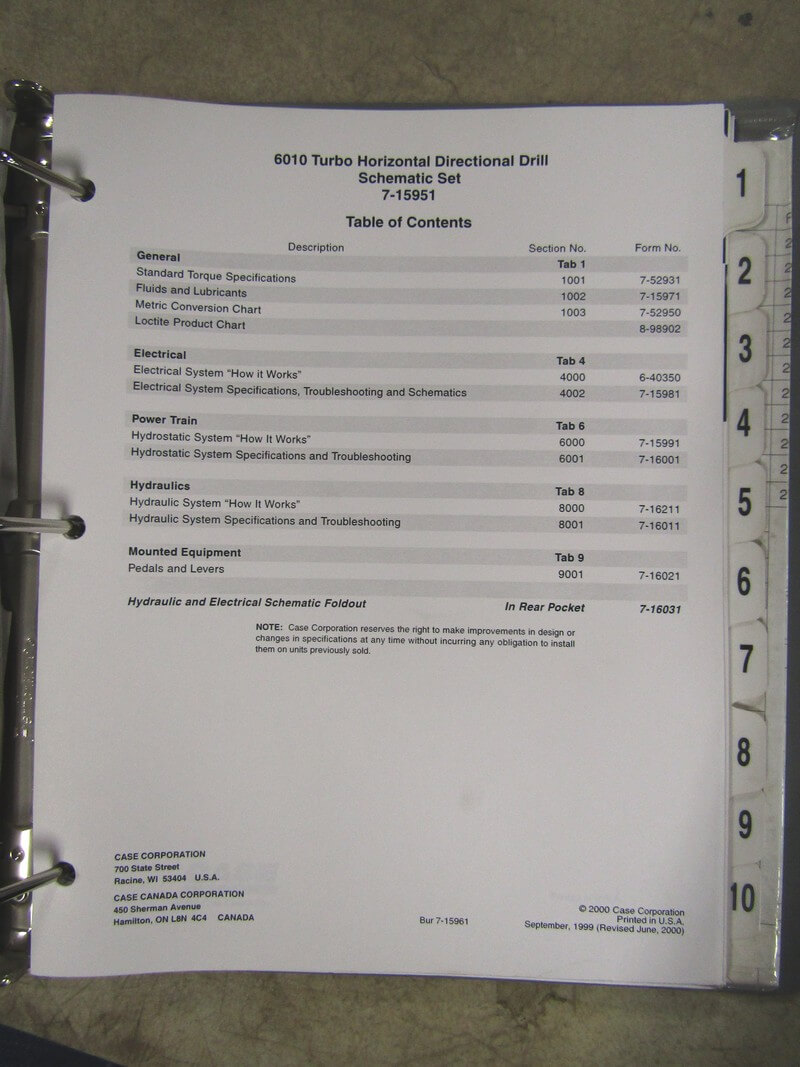 6010 Turbo Horizontal Directional Drill
Schematic Set
7-15951
Table of Contents
Description Section No. Form No.
General Tab 1
Standard Torque Specifications 1001 7-52931
Fluids and Lubricants 1002 7-15971
Metric Conversion Chart 1003 7-52950
Loctite Product Chart 8-98902
Electrical Tab 4
Electrical System "How it Works" 4000 6-40350
Electrical System Specifications, Troubleshooting and Schematics 4002 7-15981
Power Train Tab 6
Hydrostatic System "How It Works" 6000 7-15991
Hydrostatic System Specifications and Troubleshooting 6001 7-16001
Hydraulics Tab 8
Hydraulic System "How It Works" 8000 7-16211
Hydraulic System Specifications and Troubleshooting 8001 7-16011
Mounted Equipment Tab 9
Pedals and Levers 9001 7-16021
Hydraulic and Electrical Schematic Foldout In Rear Pocket 7-16031
NOTE: Case Corporation reserves the right to make improvements in design or
changes in specifications at any time without incurring any obligation to install
them on units previously sold.
CASE CORPORATION
700 State Street
Racine, WI 53404 U.S.A.
CASE CANADA CORPORATION
450 Sherman Avenue
Hamilton, ON L8N 4C4 CANADA
Bur 7-15961
© 2000 Case Corporation
Printed in U.S.A.
September, 1999 (Revised June, 2000)
1
2
3
4
5
6
7
8
9
10